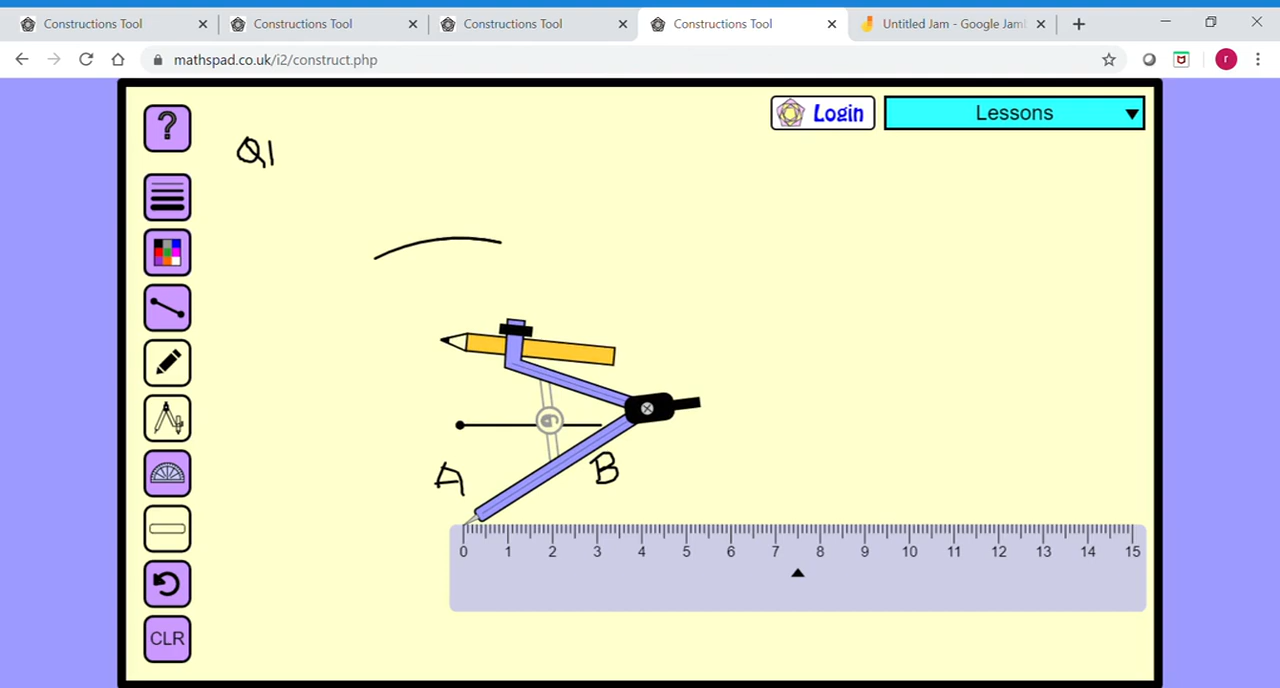 Constructions Tool
Constructions Tool
Constructions Tool
Constructions Tool
Untitled Jam - Google Jam
mathspad.co.uk/i2/construct.php
r
?
Login
Lessons
Q1
A
B
0 1 2 3 4 5 6 7 8 9 10 11 12 13 14 15
CLR